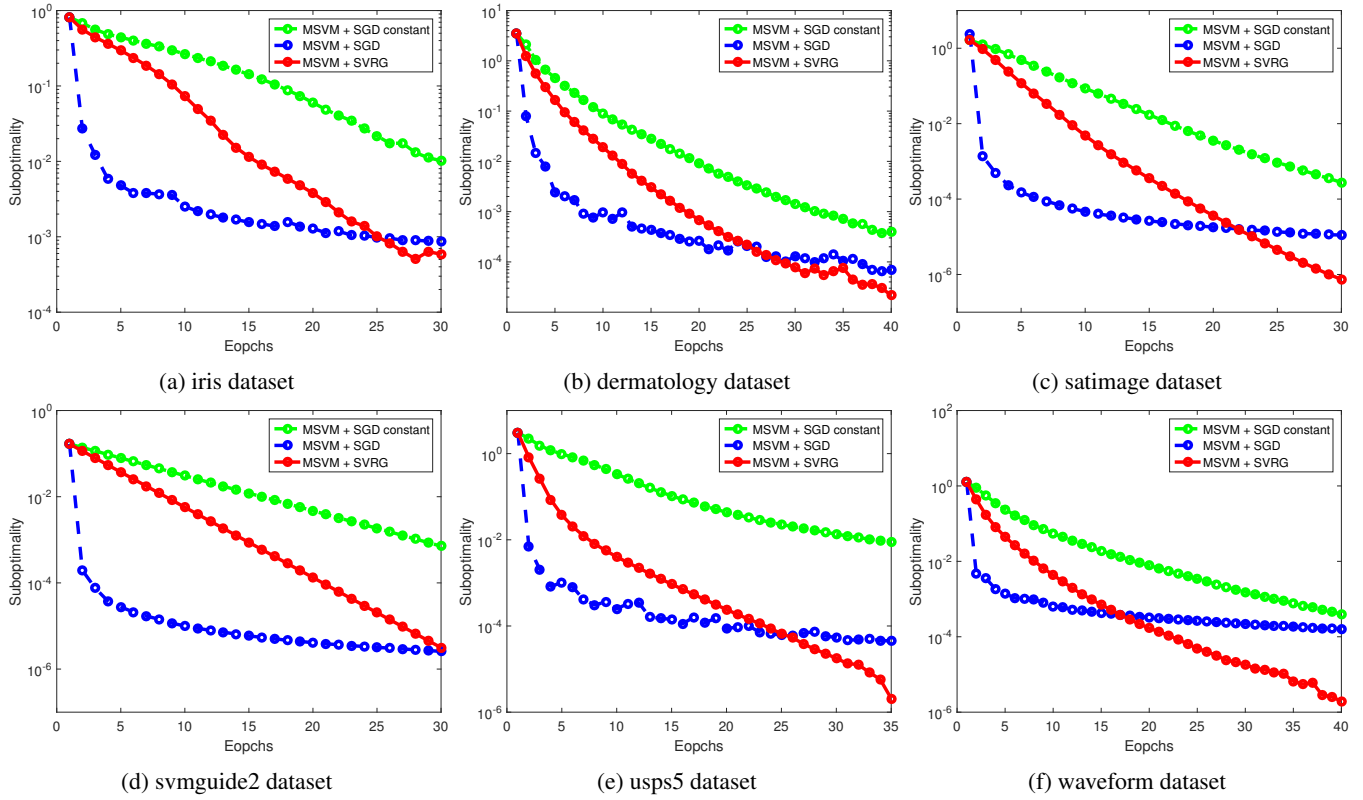 10^0
10^-1
10^-2
10^-3
10^-4
Suboptimality
0 5 10 15 20 25 30
Eopchs
MSVM + SGD constant
MSVM + SGD
MSVM + SVRG
(a) iris dataset
10^1
10^0
10^-1
10^-2
10^-3
10^-4
Suboptimality
0 5 10 15 20 25 30 35 40
Eopchs
MSVM + SGD constant
MSVM + SGD
MSVM + SVRG
(b) dermatology dataset
10^0
10^-2
10^-4
10^-6
Suboptimality
0 5 10 15 20 25 30
Eopchs
MSVM + SGD constant
MSVM + SGD
MSVM + SVRG
(c) satimage dataset
10^0
10^-2
10^-4
10^-6
Suboptimality
0 5 10 15 20 25 30
Eopchs
MSVM + SGD constant
MSVM + SGD
MSVM + SVRG
(d) svmguide2 dataset
10^0
10^-2
10^-4
10^-6
Suboptimality
0 5 10 15 20 25 30 35
Eopchs
MSVM + SGD constant
MSVM + SGD
MSVM + SVRG
(e) usps5 dataset
10^2
10^0
10^-2
10^-4
10^-6
Suboptimality
0 5 10 15 20 25 30 35 40
Eopchs
MSVM + SGD constant
MSVM + SGD
MSVM + SVRG
(f) waveform dataset